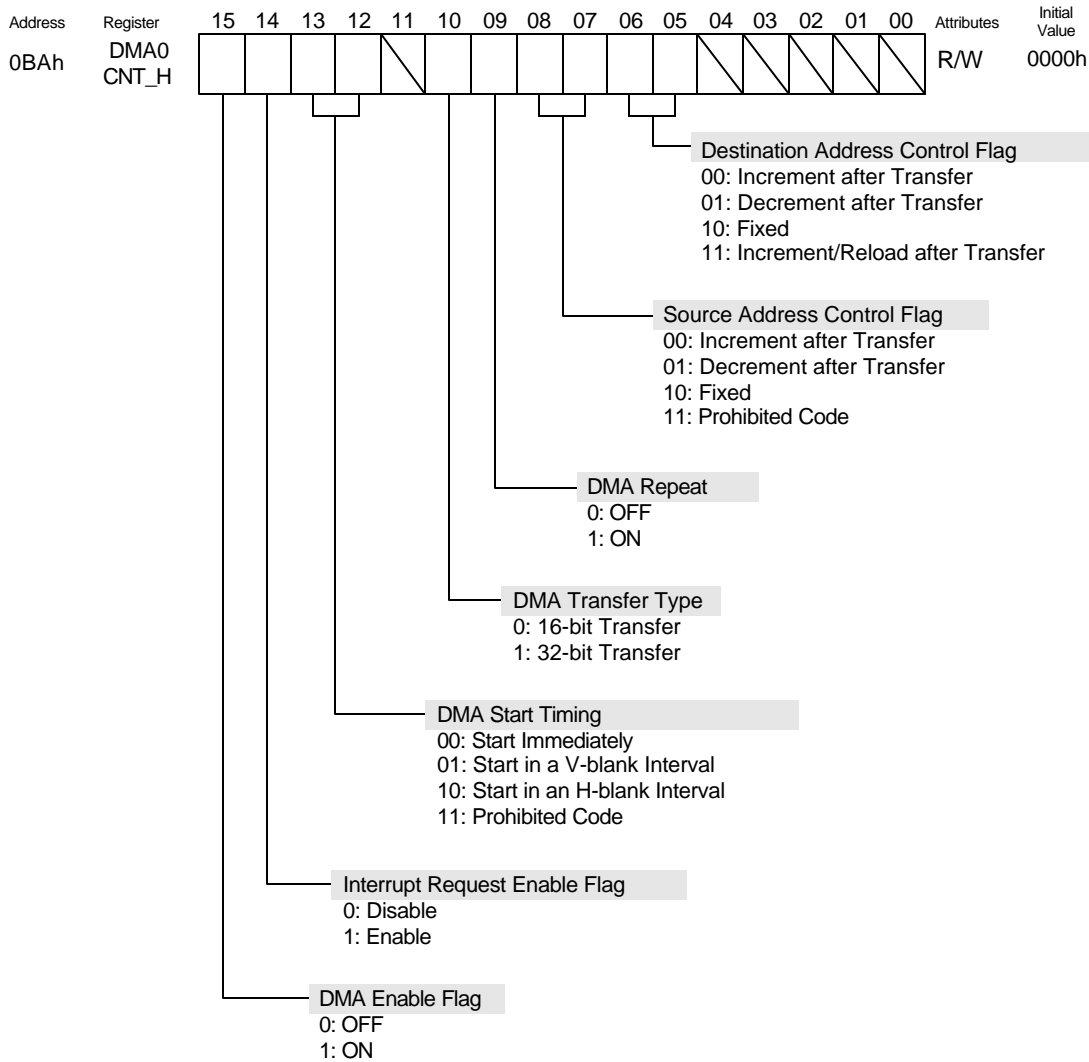 Address Register 15 14 13 12 11 10 09 08 07 06 05 04 03 02 01 00 Attributes Initial Value
0BAh DMA0 CNT_H R/W 0000h
Destination Address Control Flag
00: Increment after Transfer
01: Decrement after Transfer
10: Fixed
11: Increment/Reload after Transfer
Source Address Control Flag
00: Increment after Transfer
01: Decrement after Transfer
10: Fixed
11: Prohibited Code
DMA Repeat
0: OFF
1: ON
DMA Transfer Type
0: 16-bit Transfer
1: 32-bit Transfer
DMA Start Timing
00: Start Immediately
01: Start in a V-blank Interval
10: Start in an H-blank Interval
11: Prohibited Code
Interrupt Request Enable Flag
0: Disable
1: Enable
DMA Enable Flag
0: OFF
1: ON